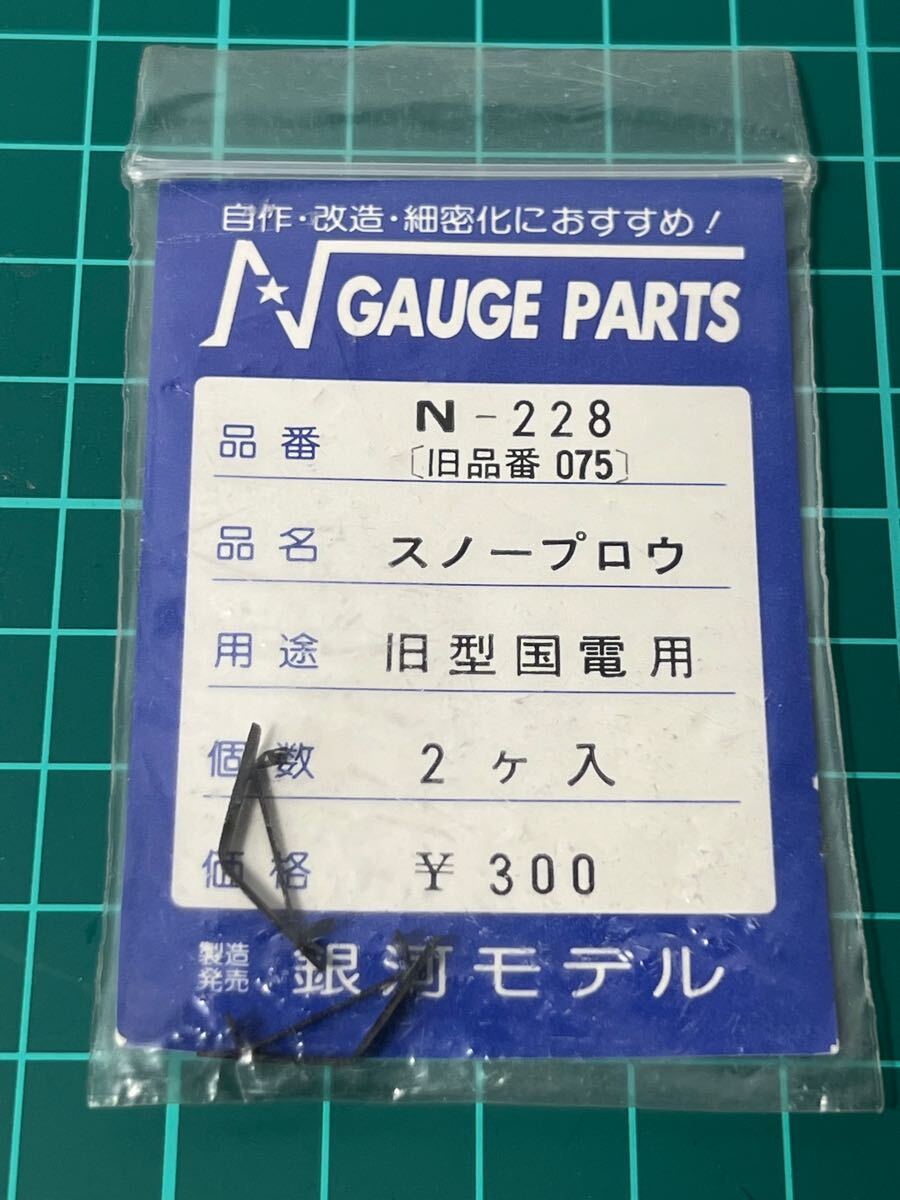 自作・改造・細密化におすすめ!
N GAUGE PARTS
品番 N-228
〔旧品番 075〕
品名 スノープロウ
用途 旧型国電用
個数 2ヶ入
価格 ¥300
製造
発売 銀河モデル